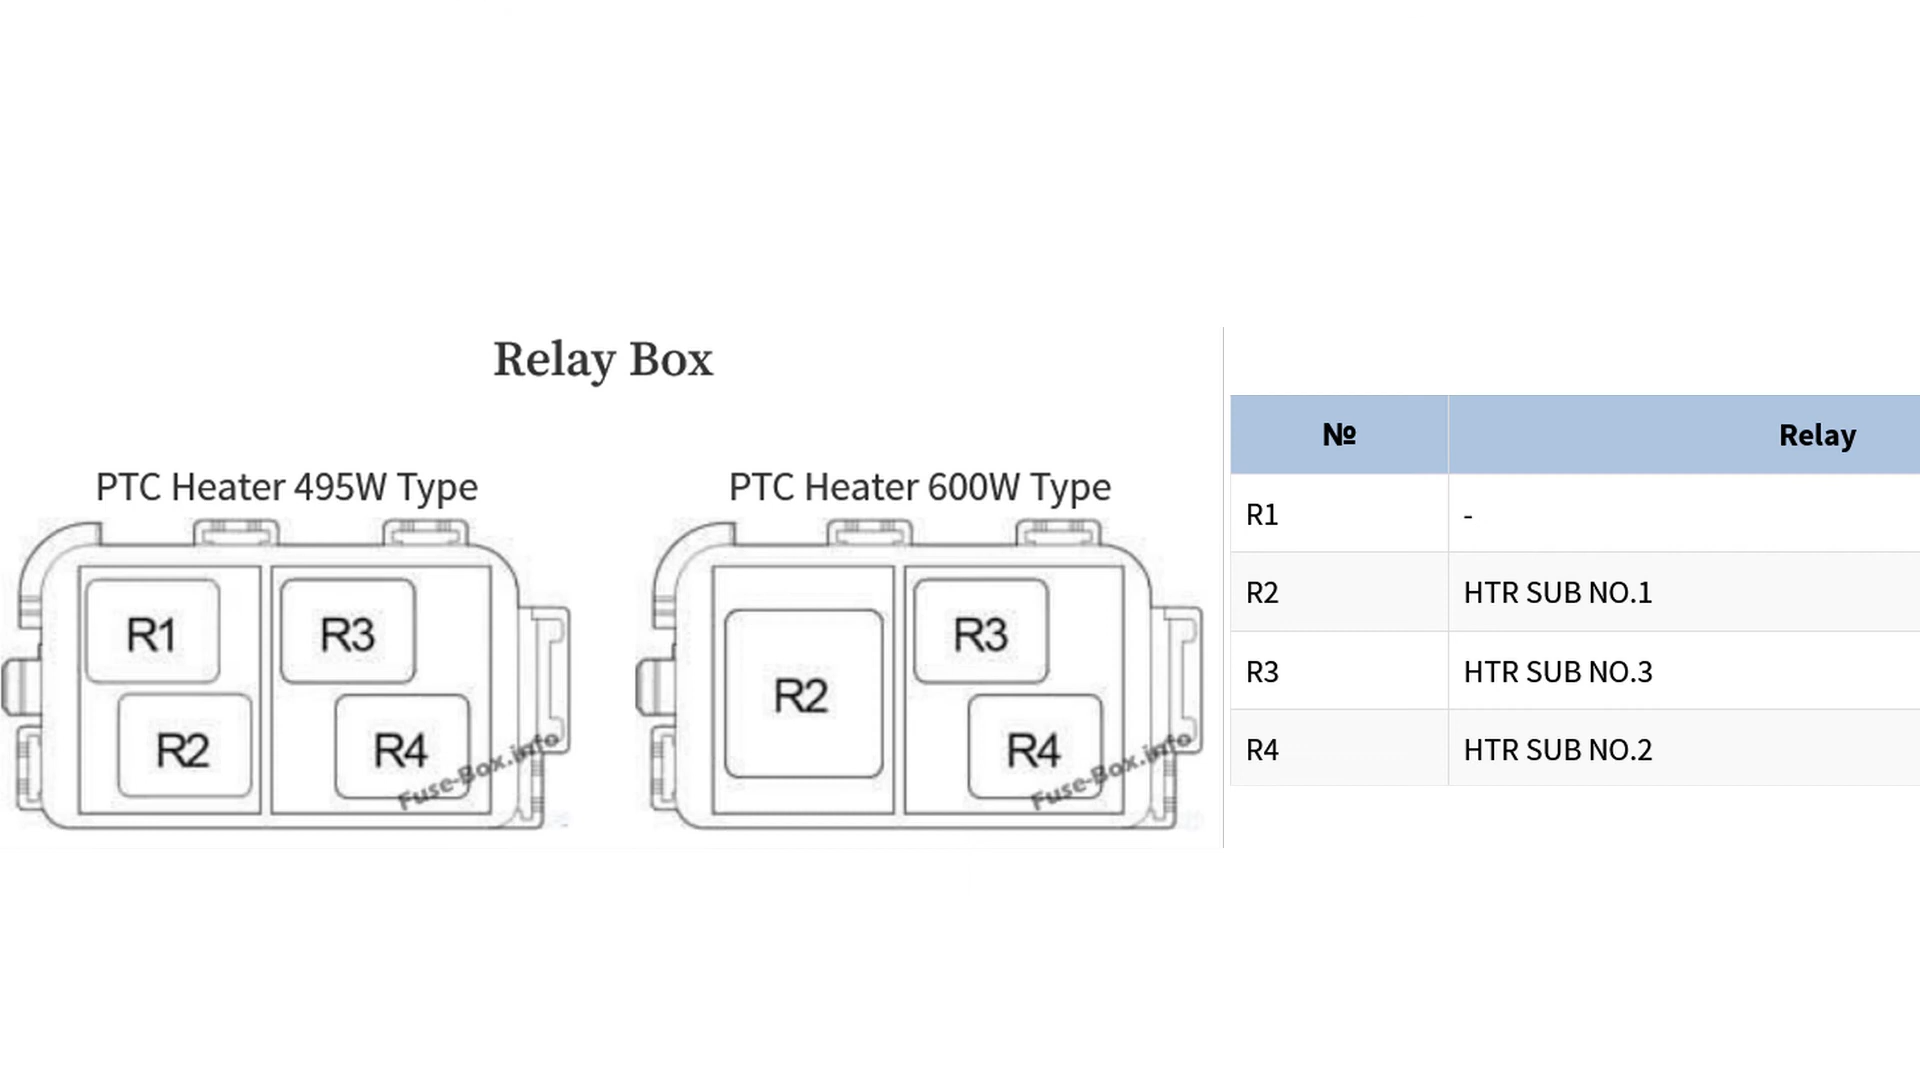 Relay Box
PTC Heater 495W Type
R1
R3
R2
R4
Fuse-Box.info
PTC Heater 600W Type
R2
R3
R4
Fuse-Box.info
№ Relay
R1 -
R2 HTR SUB NO.1
R3 HTR SUB NO.3
R4 HTR SUB NO.2